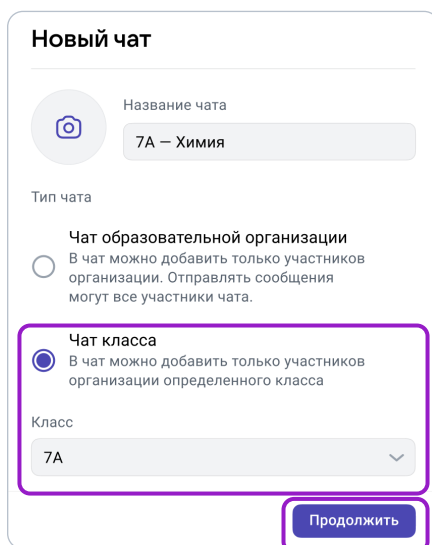 Новый чат
Название чата
7А — Химия
Тип чата
Чат образовательной организации
В чат можно добавить только участников
организации. Отправлять сообщения
могут все участники чата.
Чат класса
В чат можно добавить только участников
организации определенного класса
Класс
7А
Продолжить